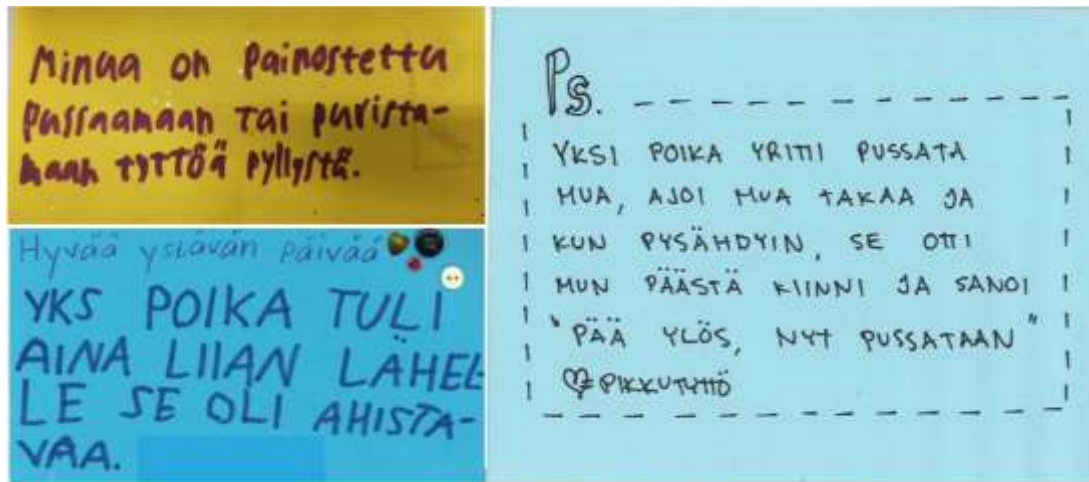 Minua on Painostettu
Pussaamaan tai purista-
maan tyttöä pyllystä.
Hyvää ystävän päivää
YKS POIKA TULI
AINA LIIAN LÄHEL-
LE SE OLI AHISTA-
VAA.
Ps.
YKSI POIKA YRITTI PUSSATA
MUA, AJOI MUA TAKAA JA
KUN PYSÄHDYIN, SE OTTI
MUN PÄÄSTÄ KIINNI JA SANOI
"PÄÄ YLÖS, NYT PUSSATAAN"
PIKKUTYTTÖ